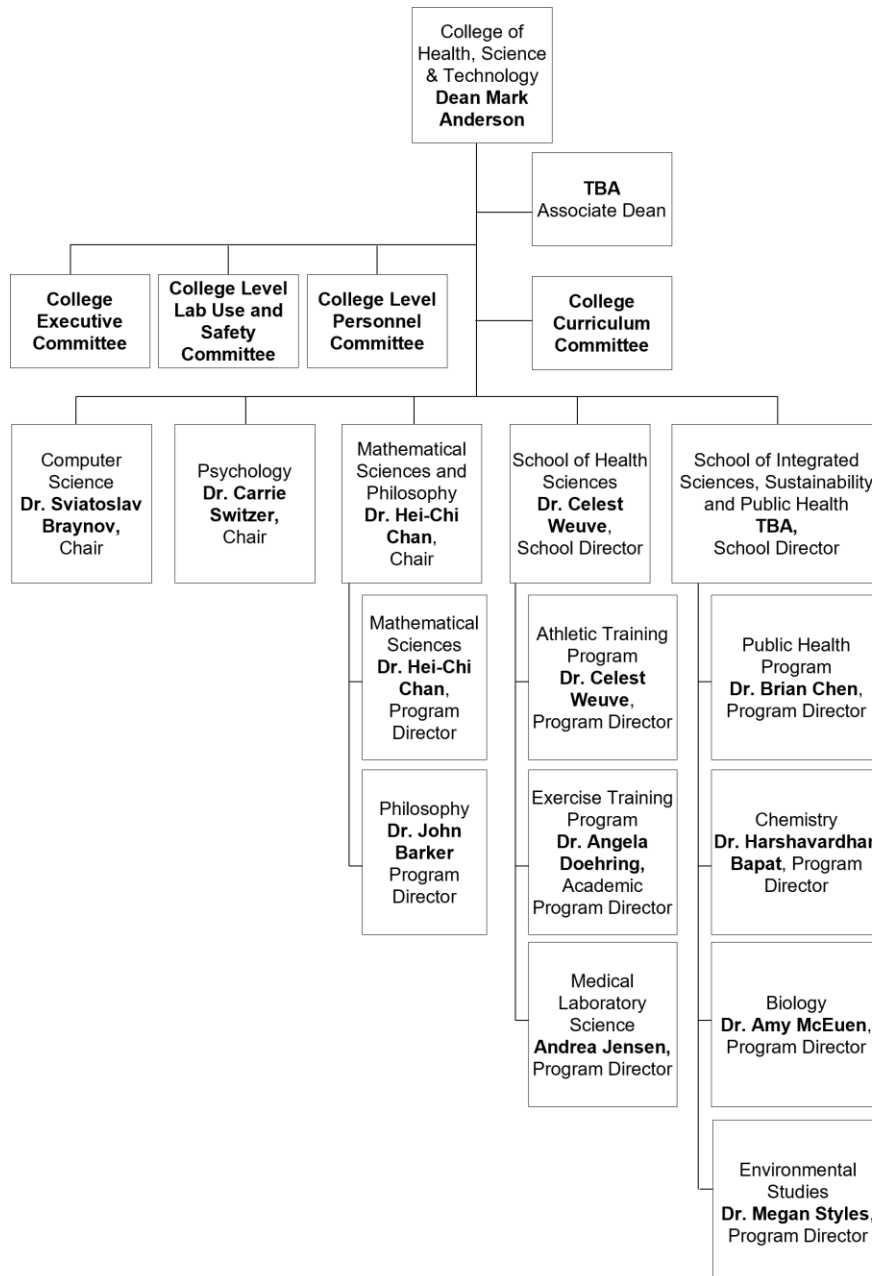 College of
Health, Science
& Technology
Dean Mark
Anderson
TBA
Associate Dean
College
Executive
Committee
College Level
Lab Use and
Safety
Committee
College Level
Personnel
Committee
College
Curriculum
Committee
Computer
Science
Dr. Sviatoslav
Braynov,
Chair
Psychology
Dr. Carrie
Switzer,
Chair
Mathematical
Sciences and
Philosophy
Dr. Hei-Chi
Chan,
Chair
School of Health
Sciences
Dr. Celest
Weuve,
School Director
School of Integrated
Sciences, Sustainability
and Public Health
TBA,
School Director
Mathematical
Sciences
Dr. Hei-Chi
Chan,
Program
Director
Philosophy
Dr. John
Barker
Program
Director
Athletic Training
Program
Dr. Celest
Weuve,
Program Director
Exercise Training
Program
Dr. Angela
Doehring,
Academic
Program Director
Medical
Laboratory
Science
Andrea Jensen,
Program Director
Public Health
Program
Dr. Brian Chen,
Program Director
Chemistry
Dr. Harshavardhan
Bapat, Program
Director
Biology
Dr. Amy McEuen,
Program Director
Environmental
Studies
Dr. Megan Styles,
Program Director